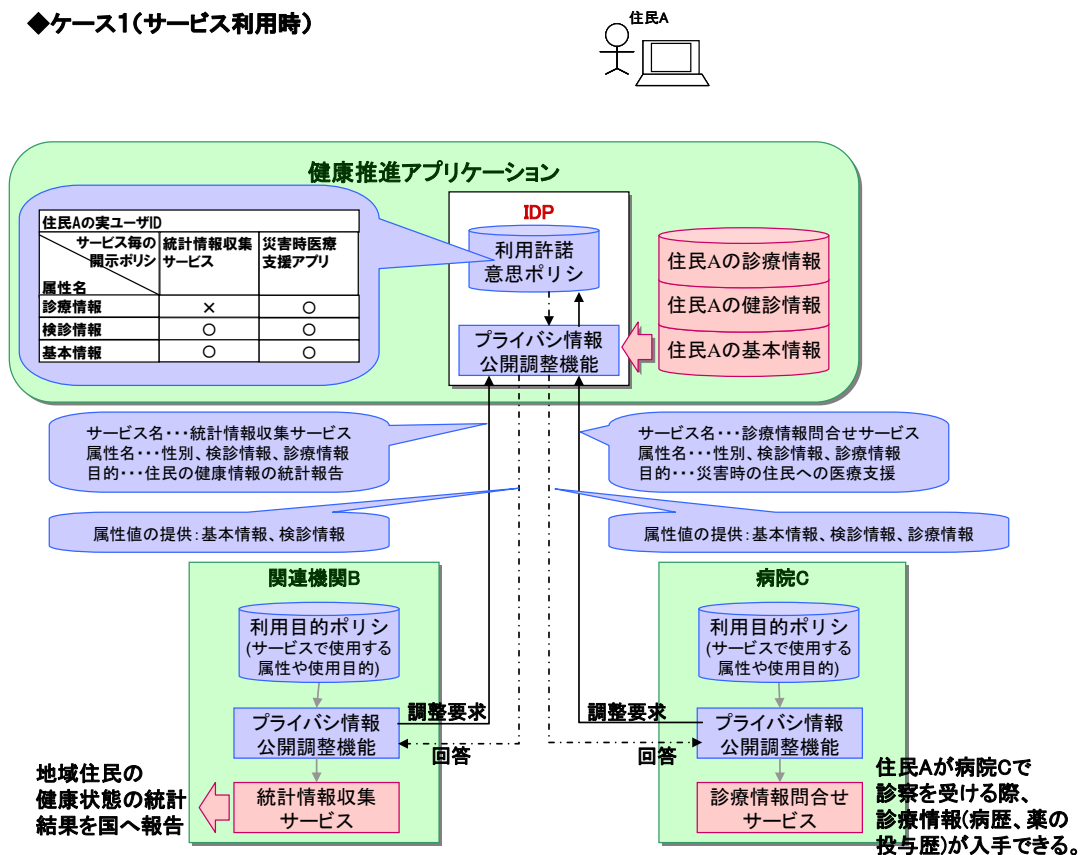 ◆ケース1(サービス利用時)
住民A
健康推進アプリケーション
住民Aの実ユーザID
サービス毎の
開示ポリシ
属性名
統計情報収集
サービス
災害時医療
支援アプリ
診療情報 × ○
検診情報 ○ ○
基本情報 ○ ○
IDP
利用許諾
意思ポリシ
プライバシ情報
公開調整機能
住民Aの診療情報
住民Aの健診情報
住民Aの基本情報
サービス名・・・統計情報収集サービス
属性名・・・性別、検診情報、診療情報
目的・・・住民の健康情報の統計報告
サービス名・・・診療情報問合せサービス
属性名・・・性別、検診情報、診療情報
目的・・・災害時の住民への医療支援
属性値の提供:基本情報、検診情報
属性値の提供:基本情報、検診情報、診療情報
関連機関B
利用目的ポリシ
(サービスで使用する
属性や使用目的)
プライバシ情報
公開調整機能
統計情報収集
サービス
調整要求
回答
地域住民の
健康状態の統計
結果を国へ報告
病院C
利用目的ポリシ
(サービスで使用する
属性や使用目的)
調整要求
回答
プライバシ情報
公開調整機能
診療情報問合せ
サービス
住民Aが病院Cで
診察を受ける際、
診療情報(病歴、薬の
投与歴)が入手できる。